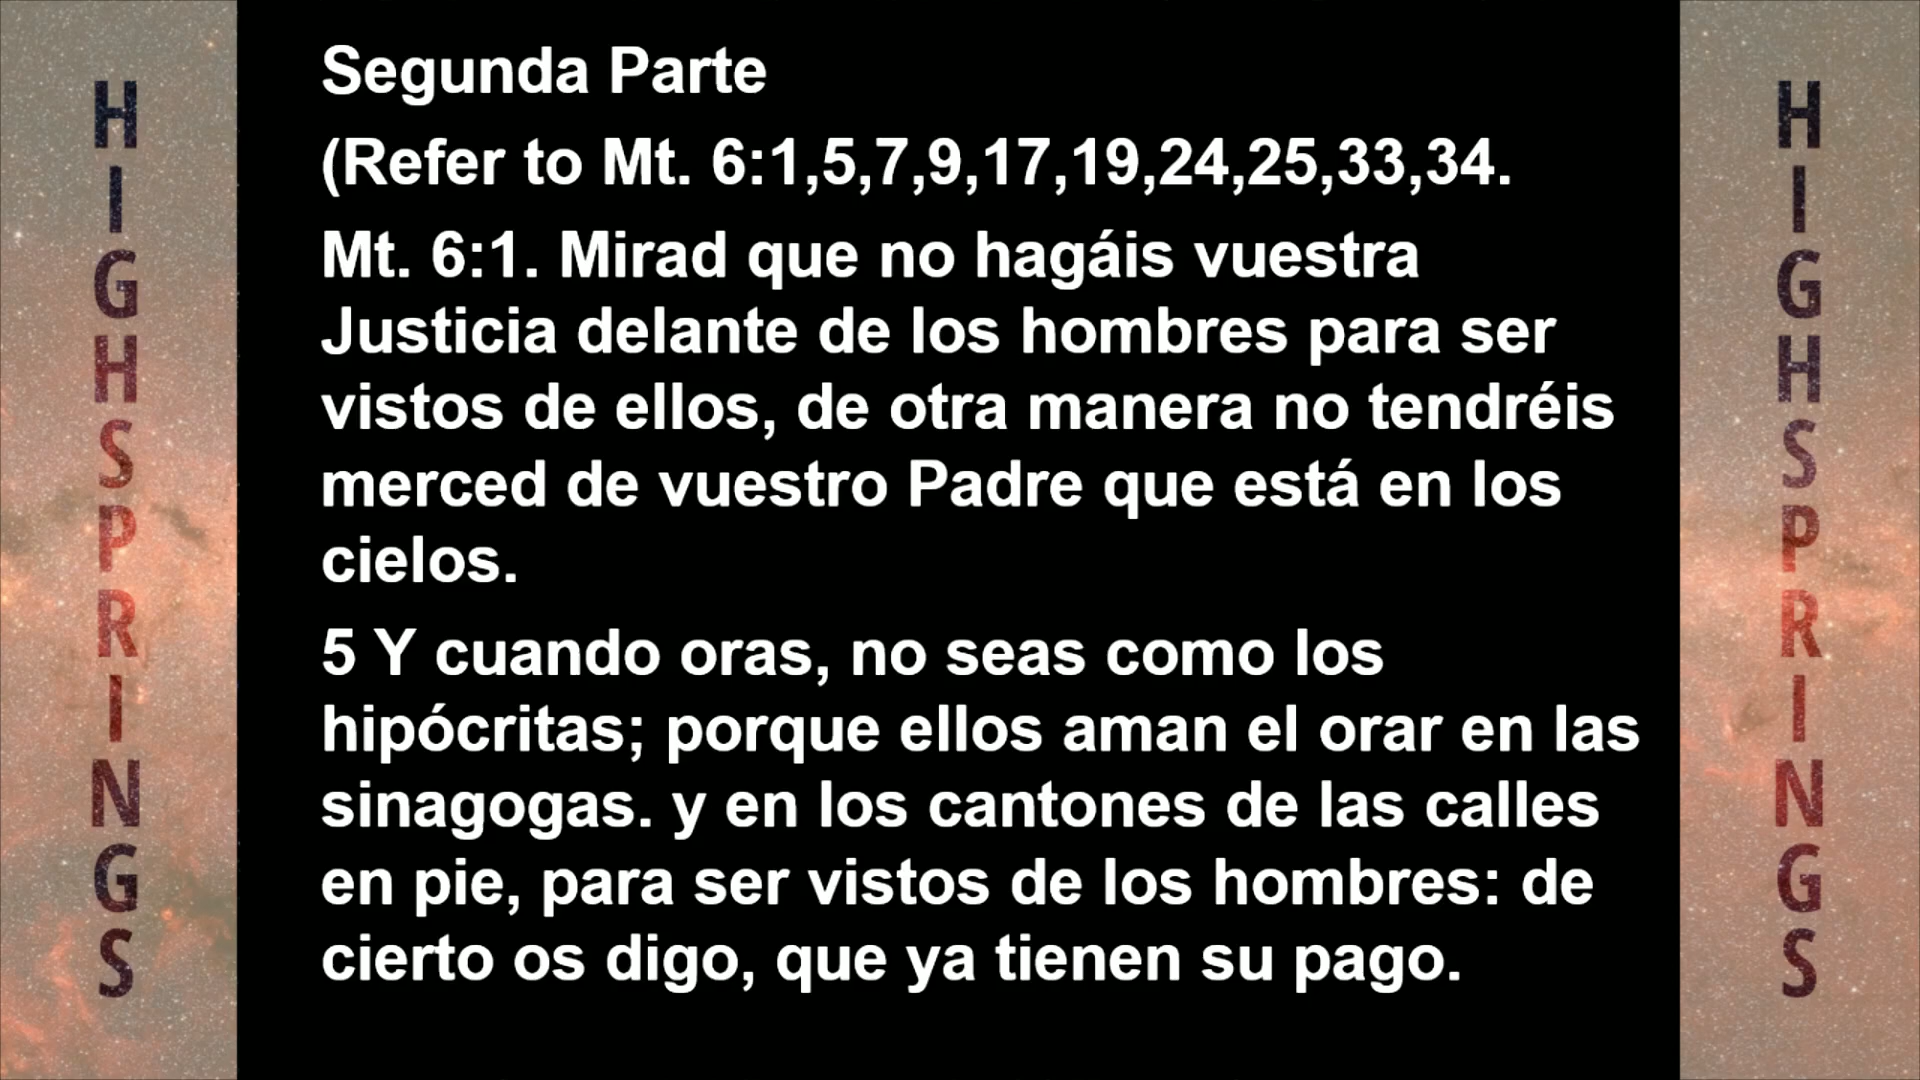 HIGHSPRINGS
Segunda Parte
(Refer to Mt. 6:1,5,7,9,17,19,24,25,33,34.
Mt. 6:1. Mirad que no hagáis vuestra
Justicia delante de los hombres para ser
vistos de ellos, de otra manera no tendréis
merced de vuestro Padre que está en los
cielos.
5 Y cuando oras, no seas como los
hipócritas; porque ellos aman el orar en las
sinagogas. y en los cantones de las calles
en pie, para ser vistos de los hombres: de
cierto os digo, que ya tienen su pago.
HIGHSPRINGS